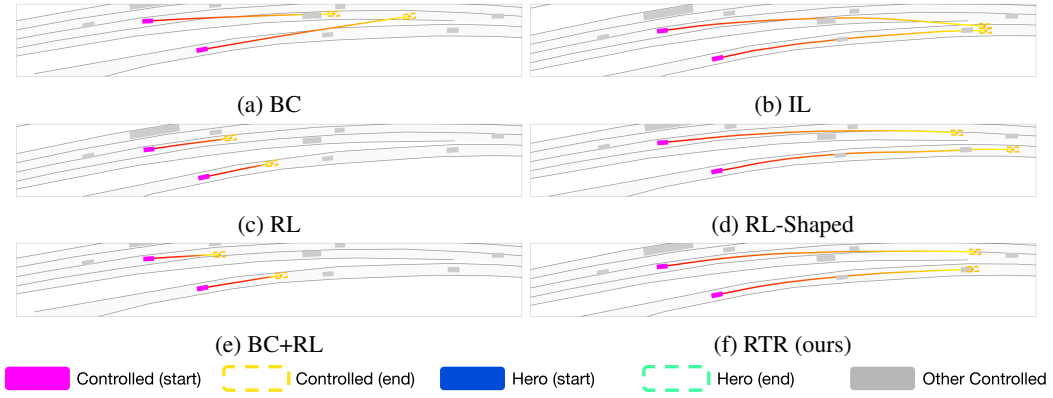 (a) BC
(b) IL
(c) RL
(d) RL-Shaped
(e) BC+RL
(f) RTR (ours)
Controlled (start)
Controlled (end)
Hero (start)
Hero (end)
Other Controlled